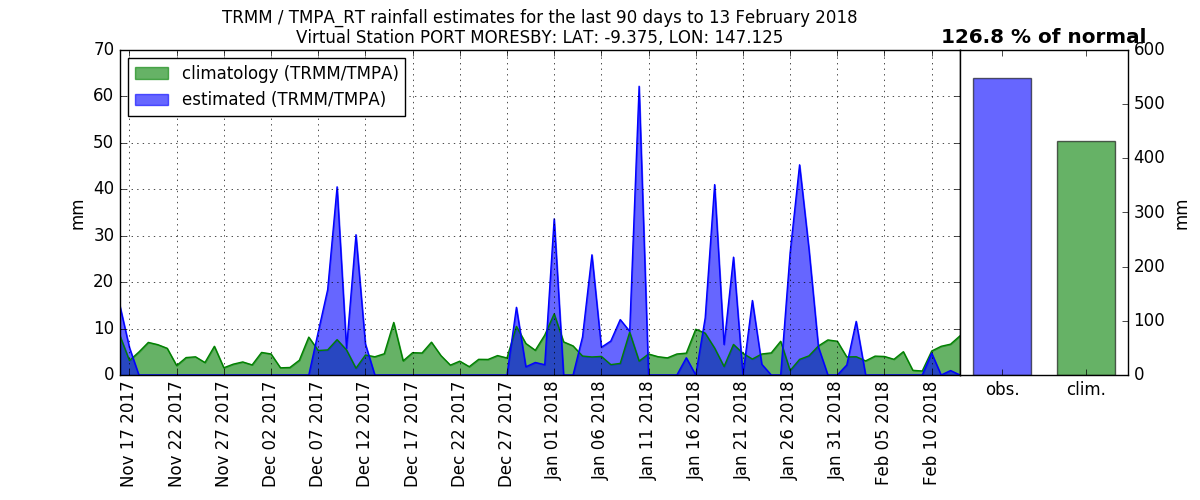 TRMM / TMPA_RT rainfall estimates for the last 90 days to 13 February 2018
Virtual Station PORT MORESBY: LAT: -9.375, LON: 147.125
126.8 % of normal
climatology (TRMM/TMPA)
estimated (TRMM/TMPA)
mm
70
60
50
40
30
20
10
0
Nov 17 2017
Nov 22 2017
Nov 27 2017
Dec 02 2017
Dec 07 2017
Dec 12 2017
Dec 17 2017
Dec 22 2017
Dec 27 2017
Jan 01 2018
Jan 06 2018
Jan 11 2018
Jan 16 2018
Jan 21 2018
Jan 26 2018
Jan 31 2018
Feb 05 2018
Feb 10 2018
obs.
clim.
600
500
400
300
200
100
0
mm